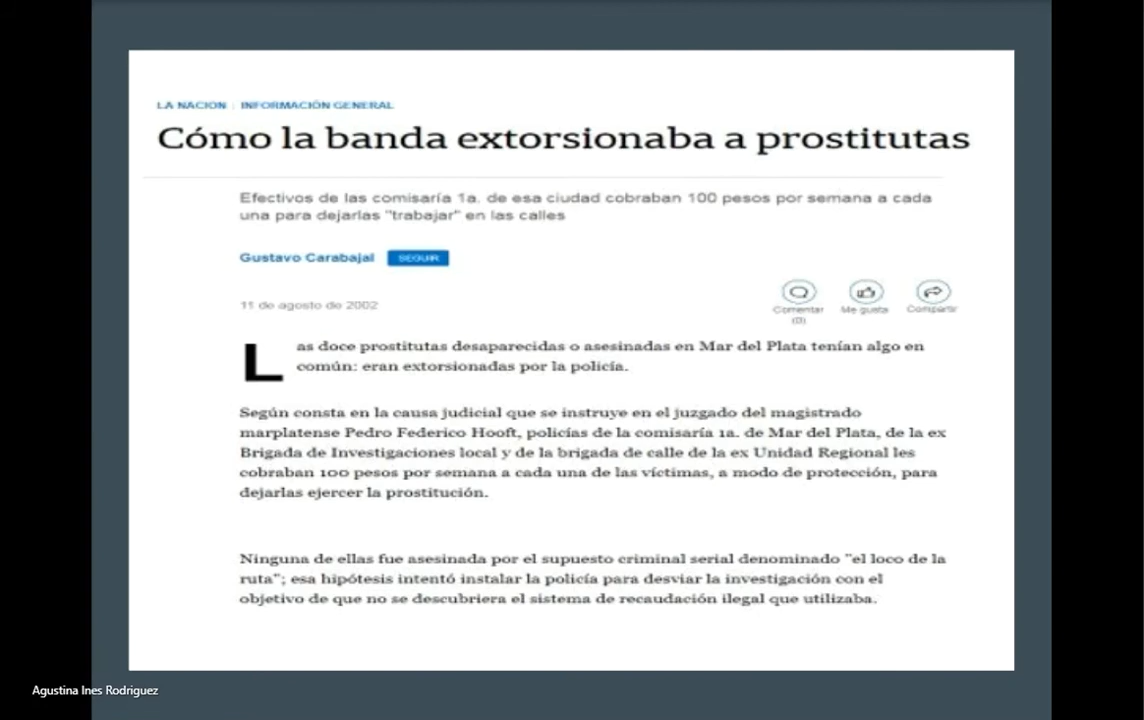 LA NACION | INFORMACIÓN GENERAL
Cómo la banda extorsionaba a prostitutas
Efectivos de las comisaría 1a. de esa ciudad cobraban 100 pesos por semana a cada
una para dejarlas "trabajar" en las calles
Gustavo Carabajal SEGUIR
11 de agosto de 2002
Comentar Me gusta Compartir
(0)
Las doce prostitutas desaparecidas o asesinadas en Mar del Plata tenían algo en
común: eran extorsionadas por la policía.
Según consta en la causa judicial que se instruye en el juzgado del magistrado
marplatense Pedro Federico Hooft, policías de la comisaría 1a. de Mar del Plata, de la ex
Brigada de Investigaciones local y de la brigada de calle de la ex Unidad Regional les
cobraban 100 pesos por semana a cada una de las víctimas, a modo de protección, para
dejarlas ejercer la prostitución.
Ninguna de ellas fue asesinada por el supuesto criminal serial denominado "el loco de la
ruta"; esa hipótesis intentó instalar la policía para desviar la investigación con el
objetivo de que no se descubriera el sistema de recaudación ilegal que utilizaba.
Agustina Ines Rodriguez